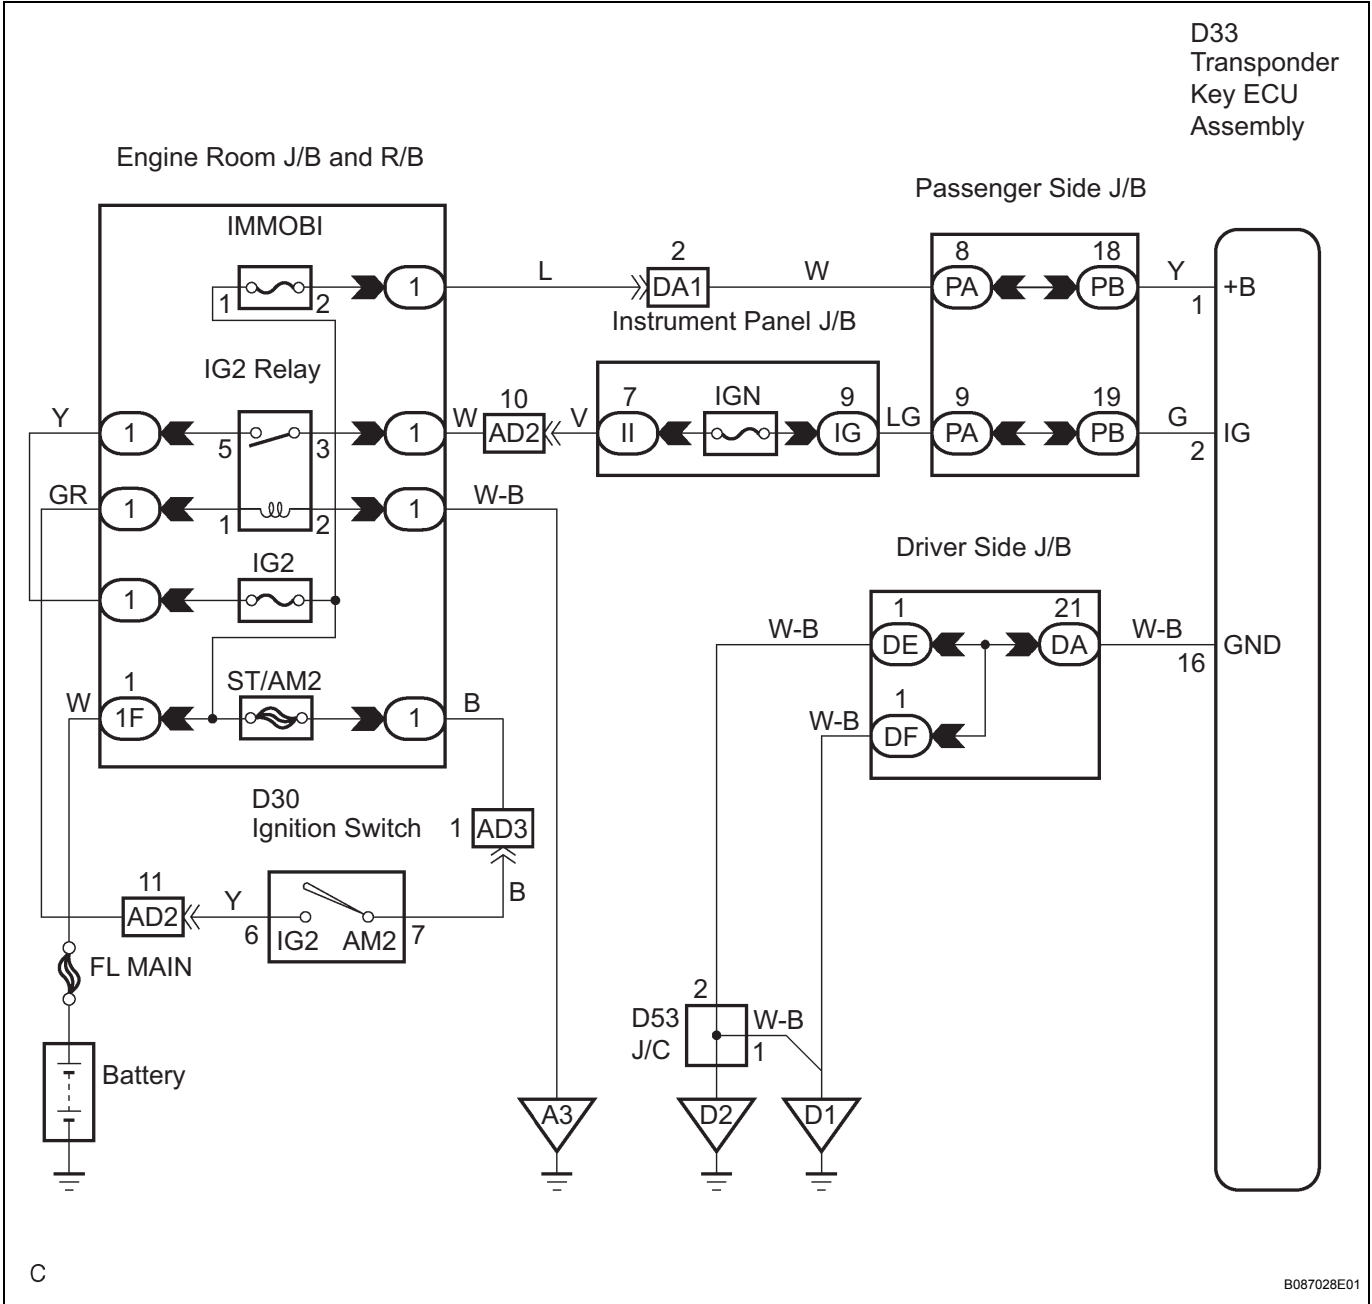 D33
Transponder
Key ECU
Assembly
Engine Room J/B and R/B
Passenger Side J/B
IMMOBI
1 2 1
L
2
DA1
W
8 18
PA PB
Y
1
+B
Instrument Panel J/B
IG2 Relay
Y
1
5 3
1
W
10
AD2
V
7
II
IGN
9
IG
LG
9 19
PA PB
G
2
IG
GR
1
1 2
1
W-B
Driver Side J/B
IG2
1
1 21
DE DA
W-B
W-B
16
GND
1
DF
W-B
W
1
1F
ST/AM2
1
B
D30
Ignition Switch
1 AD3
B
11
AD2
Y
6 IG2 AM2 7
FL MAIN
Battery
2
D53
J/C
W-B
1
A3
D2
D1
C
B087028E01